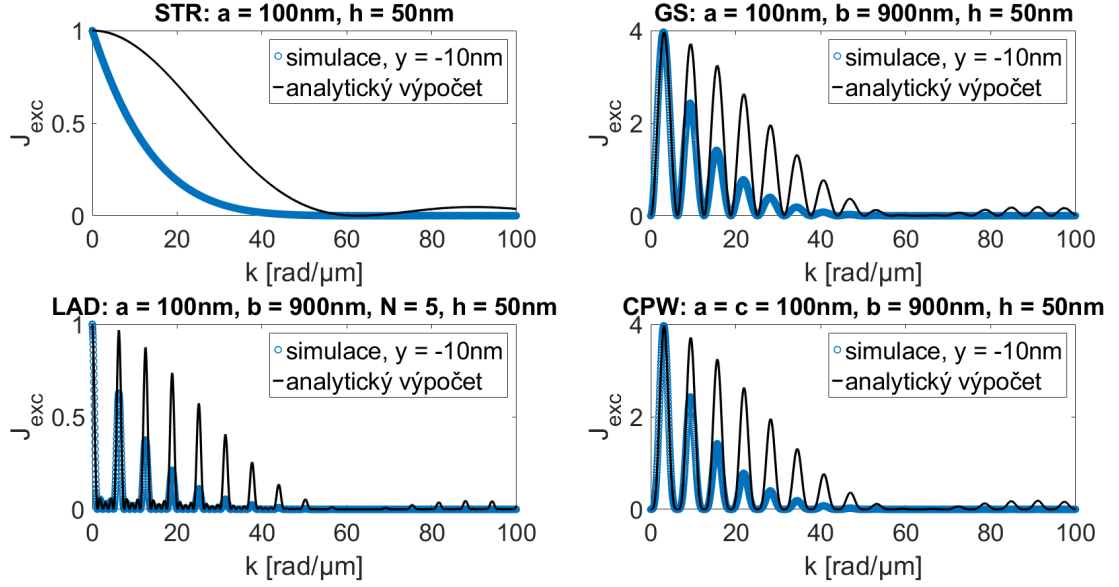 STR: a = 100nm, h = 50nm
simulace, y = -10nm
analytický výpočet
J_exc
1
0.5
0
0 20 40 60 80 100
k [rad/µm]
GS: a = 100nm, b = 900nm, h = 50nm
simulace, y = -10nm
analytický výpočet
J_exc
4
2
0
0 20 40 60 80 100
k [rad/µm]
LAD: a = 100nm, b = 900nm, N = 5, h = 50nm
simulace, y = -10nm
analytický výpočet
J_exc
1
0.5
0
0 20 40 60 80 100
k [rad/µm]
CPW: a = c = 100nm, b = 900nm, h = 50nm
simulace, y = -10nm
analytický výpočet
J_exc
4
2
0
0 20 40 60 80 100
k [rad/µm]